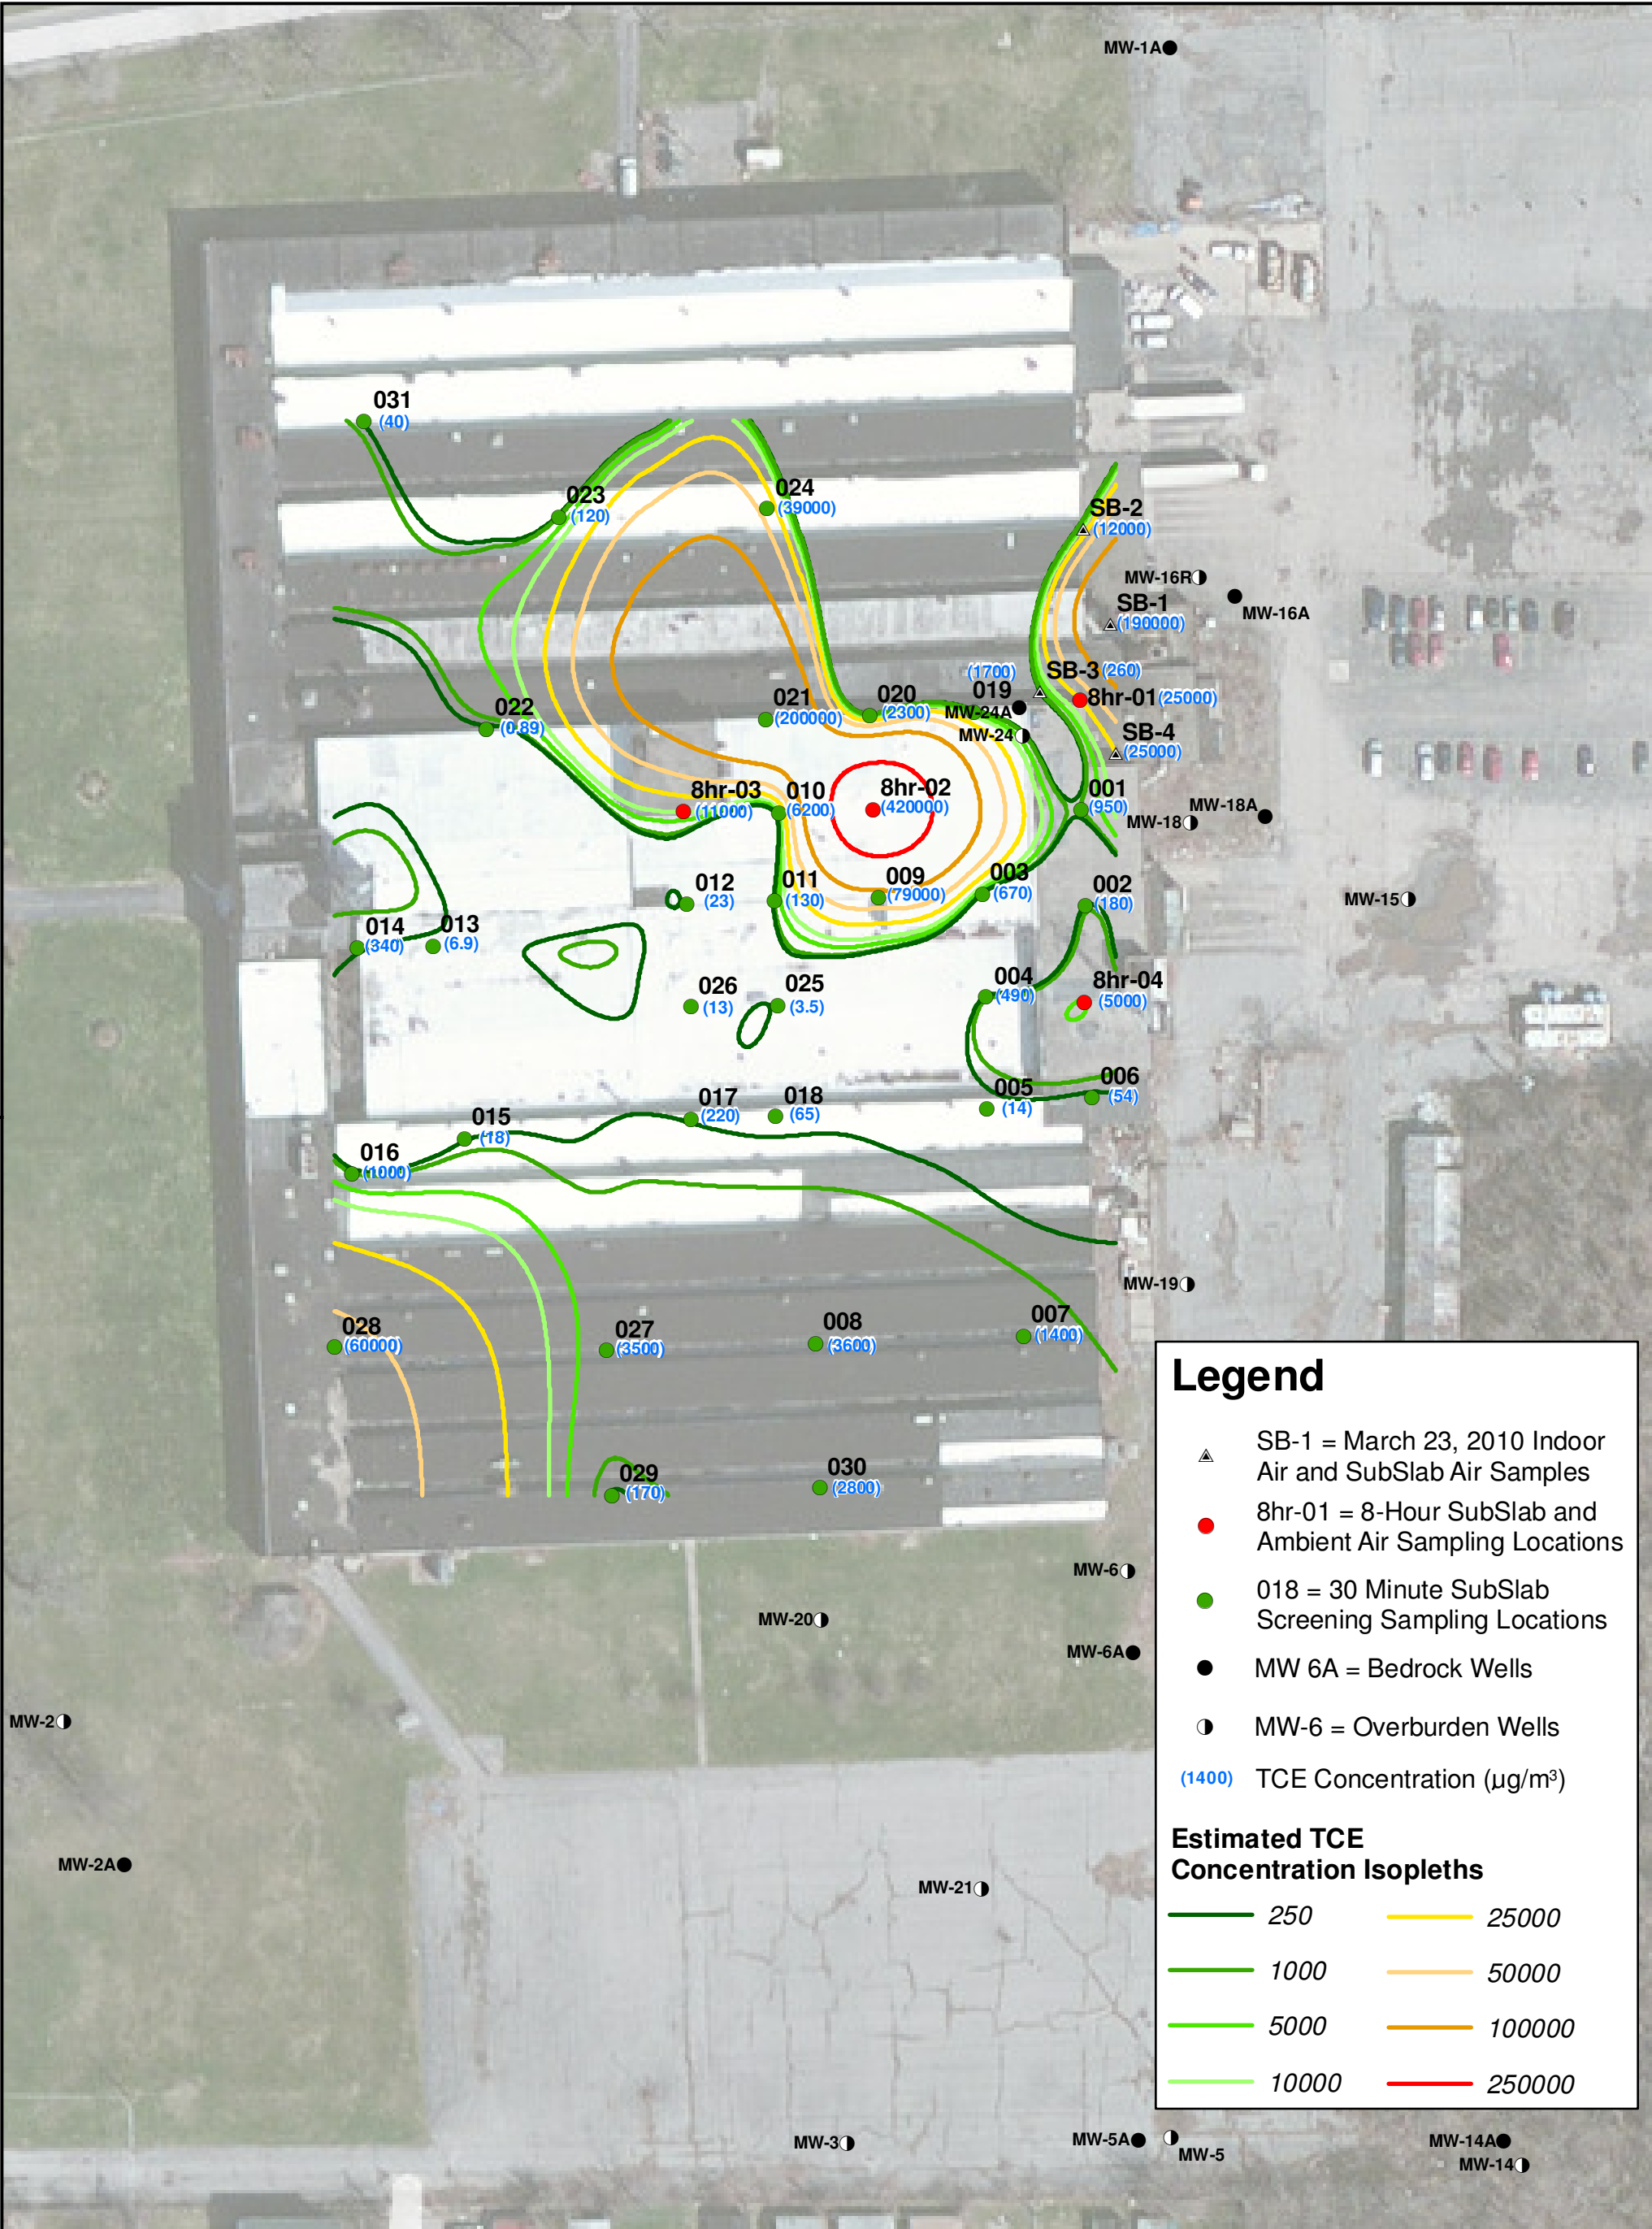 MW-1A
031
(40)
023
(120)
024
(39000)
SB-2
(12000)
MW-16R
MW-16A
SB-1
(190000)
(1700)
SB-3 (260)
019
8hr-01 (25000)
MW-24A
MW-24
020
(2300)
021
(200000)
022
(0.89)
SB-4
(25000)
8hr-03
(11000)
010
(6200)
8hr-02
(420000)
001
(950)
MW-18A
MW-18
012
(23)
011
(130)
009
(79000)
003
(670)
002
(180)
MW-15
014
(340)
013
(6.9)
026
(13)
025
(3.5)
004
(490)
8hr-04
(5000)
017
(220)
018
(65)
005
(14)
006
(54)
015
(18)
016
(1000)
MW-19
028
(60000)
027
(3500)
008
(3600)
007
(1400)
029
(170)
030
(2800)
MW-6
MW-20
MW-6A
MW-2
MW-2A
MW-21
MW-3
MW-5A
MW-5
MW-14A
MW-14
Legend
SB-1 = March 23, 2010 Indoor
Air and SubSlab Air Samples
8hr-01 = 8-Hour SubSlab and
Ambient Air Sampling Locations
018 = 30 Minute SubSlab
Screening Sampling Locations
MW 6A = Bedrock Wells
MW-6 = Overburden Wells
(1400) TCE Concentration (µg/m³)
Estimated TCE
Concentration Isopleths
250
25000
1000
50000
5000
100000
10000
250000